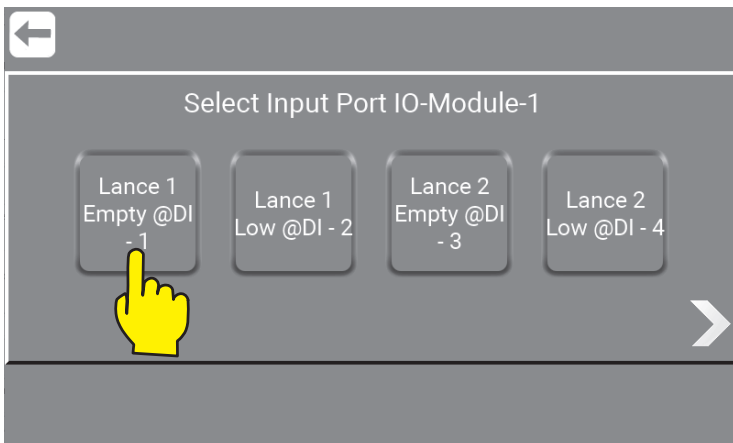 Select Input Port IO-Module-1
Lance 1
Empty @DI
- 1
Lance 1
Low @DI - 2
Lance 2
Empty @DI
- 3
Lance 2
Low @DI - 4